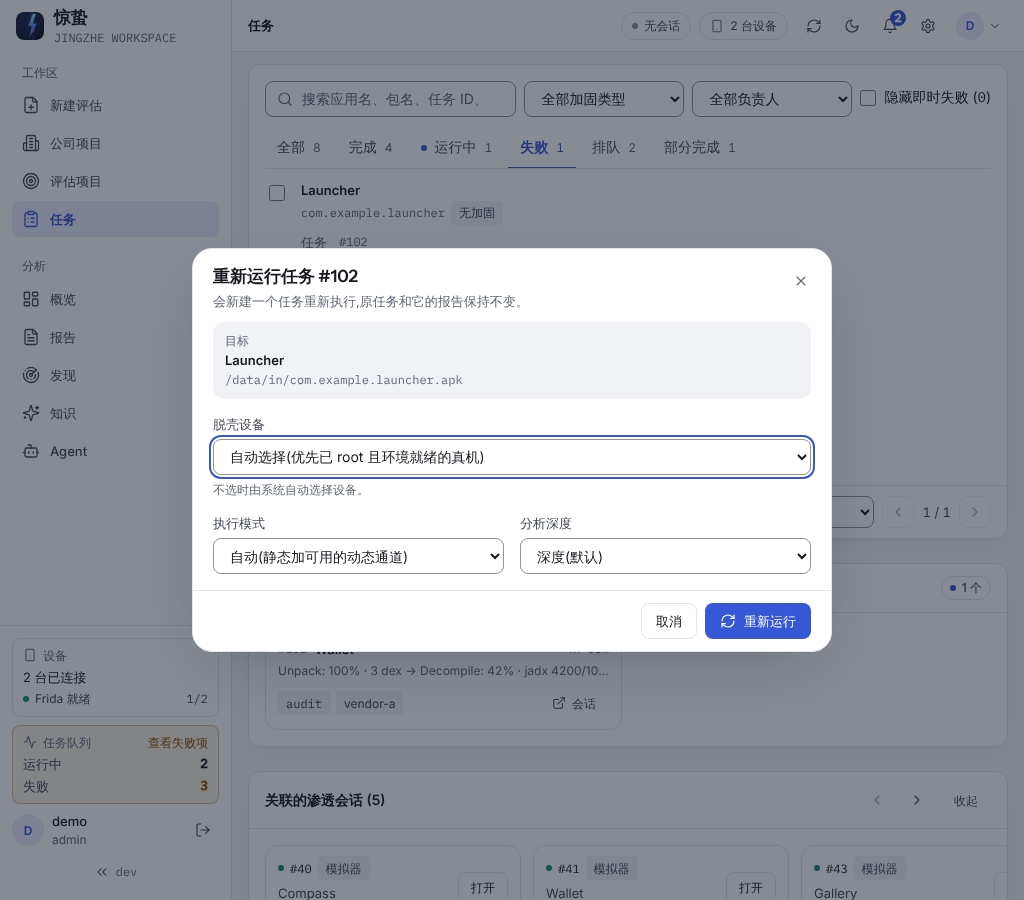 惊蛰
JINGZHE WORKSPACE
工作区
新建评估
公司项目
评估项目
任务
分析
概览
报告
发现
知识
Agent
设备
2 台已连接
Frida 就绪 1/2
任务队列 查看失败项
运行中 2
失败 3
D demo
admin
dev
任务
无会话
2 台设备
2
D
搜索应用名、包名、任务 ID、
全部加固类型
全部负责人
隐藏即时失败 (0)
全部 8 完成 4 运行中 1 失败 1 排队 2 部分完成 1
Launcher
com.example.launcher 无加固
任务 #102
重新运行任务 #102
会新建一个任务重新执行,原任务和它的报告保持不变。
目标
Launcher
/data/in/com.example.launcher.apk
脱壳设备
自动选择(优先已 root 且环境就绪的真机)
不选时由系统自动选择设备。
执行模式 分析深度
自动(静态加可用的动态通道) 深度(默认)
取消 重新运行
1 / 1
1 个
Unpack: 100% · 3 dex → Decompile: 42% · jadx 4200/10…
audit vendor-a 会话
关联的渗透会话 (5) 收起
#40 模拟器
Compass 打开
#41 模拟器
Wallet 打开
#43 模拟器
Gallery